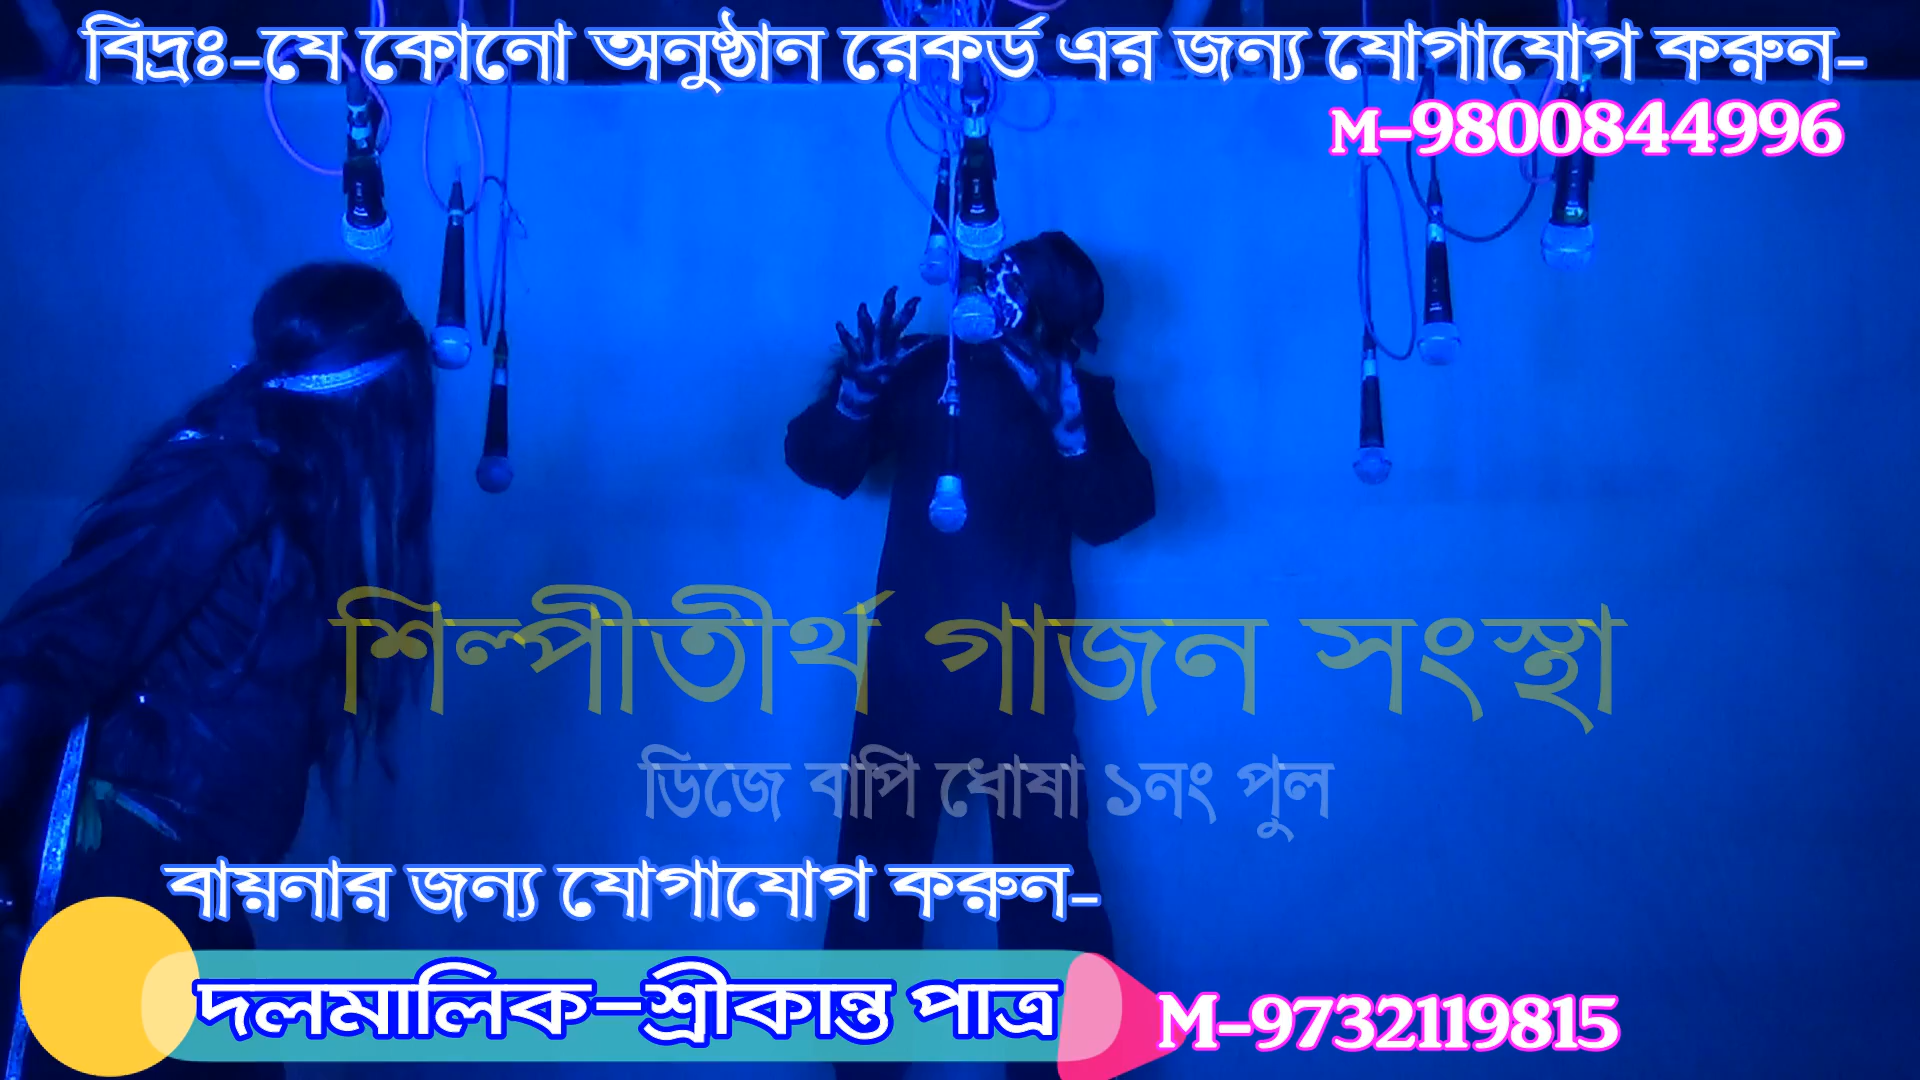 বিদ্রঃ-যে কোনো অনুষ্ঠান রেকর্ড এর জন্য যোগাযোগ করুন-
M-9800844996
শিল্পীতীর্থ গাজন সংস্থা
ডিজে বাপি ধোষা ১নং পুল
বায়নার জন্য যোগাযোগ করুন-
দলমালিক-শ্রীকান্ত পাত্র
M-9732119815